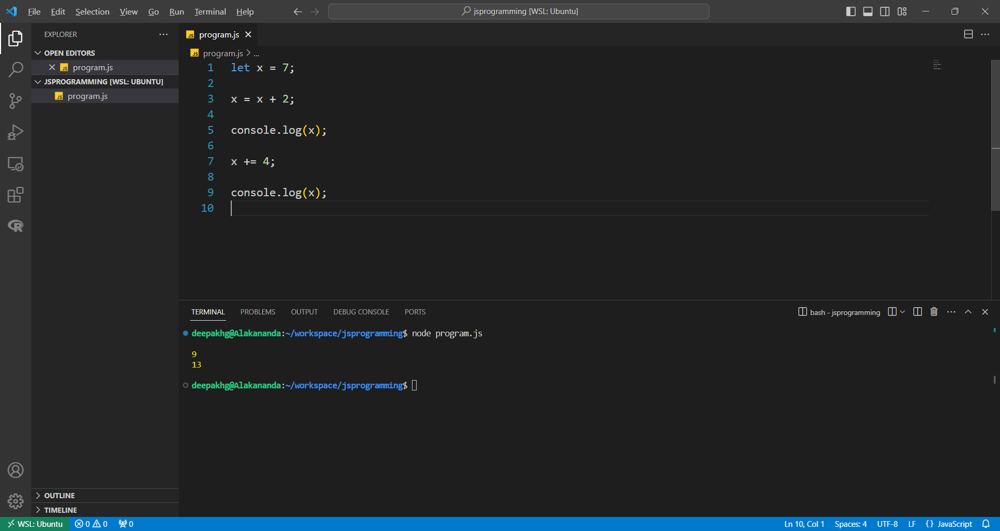 File Edit Selection View Go Run Terminal Help
jsprogramming [WSL: Ubuntu]
EXPLORER
OPEN EDITORS
JS program.js
JSPROGRAMMING [WSL: UBUNTU]
JS program.js
OUTLINE
TIMELINE
JS program.js
JS program.js > ...
1 let x = 7;
2
3 x = x + 2;
4
5 console.log(x);
6
7 x += 4;
8
9 console.log(x);
10
TERMINAL PROBLEMS OUTPUT DEBUG CONSOLE PORTS
bash - jsprogramming
deepakhg@Alakananda:~/workspace/jsprogramming$ node program.js
9
13
deepakhg@Alakananda:~/workspace/jsprogramming$
WSL: Ubuntu 0 0 0 Ln 10, Col 1 Spaces: 4 UTF-8 LF {} JavaScript